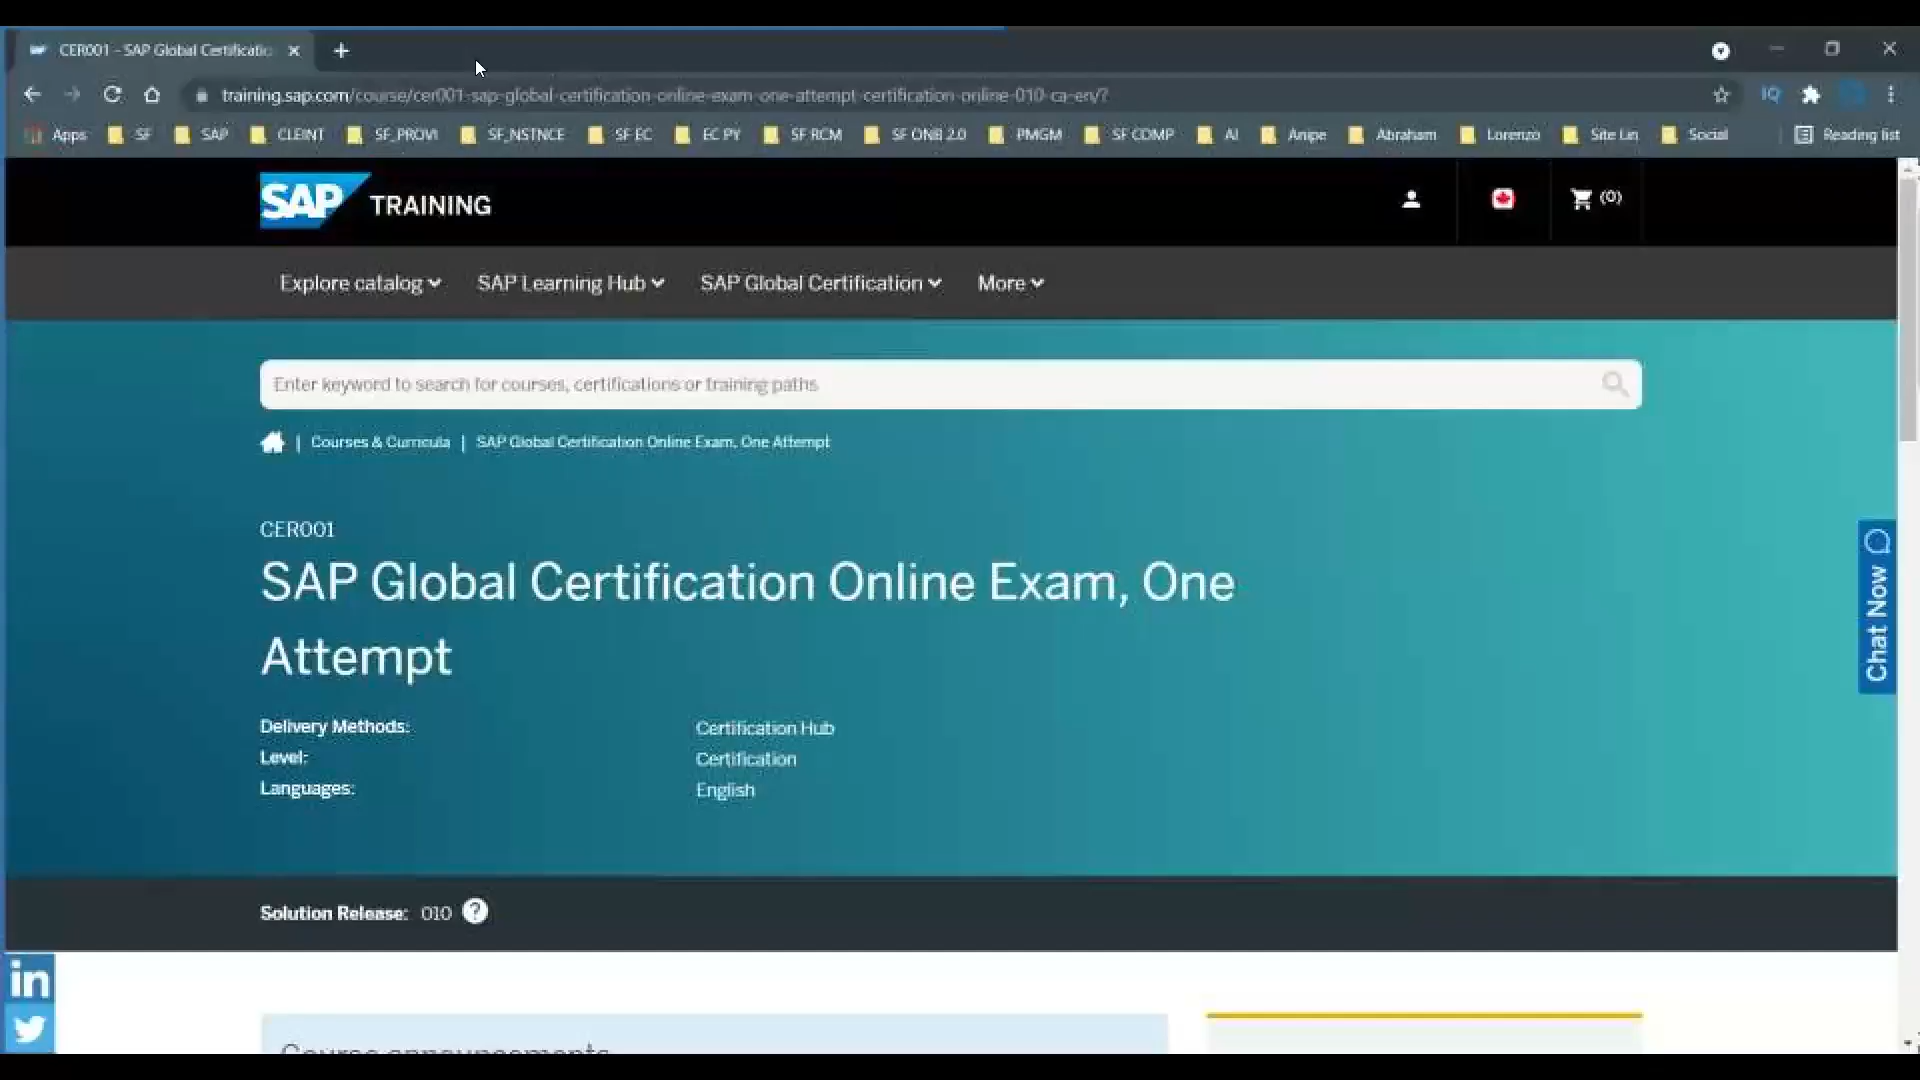 CER001 - SAP Global Certificatio
training.sap.com/course/cer001-sap-global-certification-online-exam-one-attempt-certification-online-010-ca-en/?
Apps SF SAP CLEINT SF_PROVI SF_NSTNCE SF EC EC PY SF RCM SF ONB 2.0 PMGM SF COMP AI Anipe Abraham Lorenzo Site Lin Social Reading list
SAP TRAINING
(0)
Explore catalog SAP Learning Hub SAP Global Certification More
Enter keyword to search for courses, certifications or training paths
| Courses & Curricula | SAP Global Certification Online Exam, One Attempt
CER001
SAP Global Certification Online Exam, One
Attempt
Delivery Methods: Certification Hub
Level: Certification
Languages: English
Chat Now
Solution Release: 010 ?
in
Course announcements